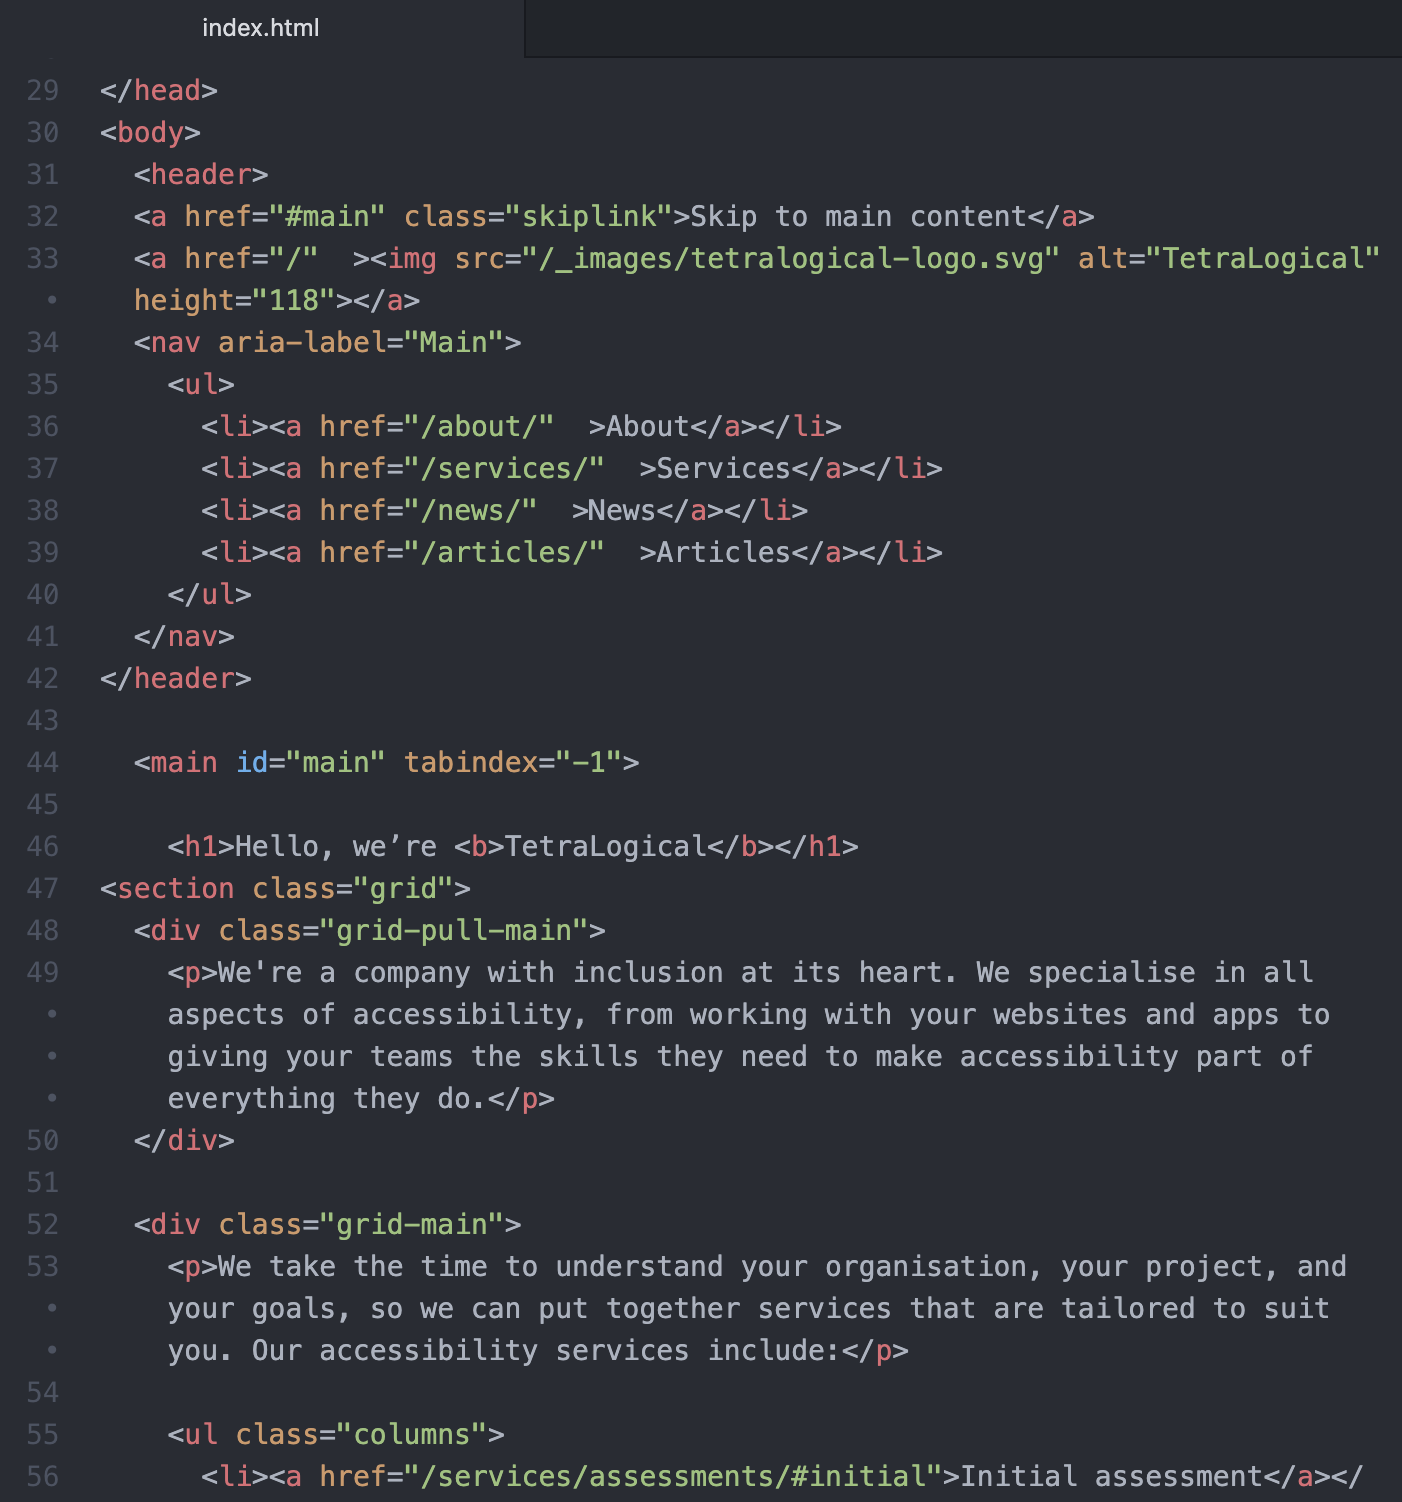 index.html
29 </head>
30 <body>
31   <header>
32   <a href="#main" class="skiplink">Skip to main content</a>
33   <a href="/"  ><img src="/_images/tetralogical-logo.svg" alt="TetraLogical"
•   height="118"></a>
34   <nav aria-label="Main">
35     <ul>
36       <li><a href="/about/"  >About</a></li>
37       <li><a href="/services/"  >Services</a></li>
38       <li><a href="/news/"  >News</a></li>
39       <li><a href="/articles/"  >Articles</a></li>
40     </ul>
41   </nav>
42 </header>
43
44   <main id="main" tabindex="-1">
45
46     <h1>Hello, we’re <b>TetraLogical</b></h1>
47 <section class="grid">
48   <div class="grid-pull-main">
49     <p>We're a company with inclusion at its heart. We specialise in all
•     aspects of accessibility, from working with your websites and apps to
•     giving your teams the skills they need to make accessibility part of
•     everything they do.</p>
50   </div>
51
52   <div class="grid-main">
53     <p>We take the time to understand your organisation, your project, and
•     your goals, so we can put together services that are tailored to suit
•     you. Our accessibility services include:</p>
54
55     <ul class="columns">
56       <li><a href="/services/assessments/#initial">Initial assessment</a></